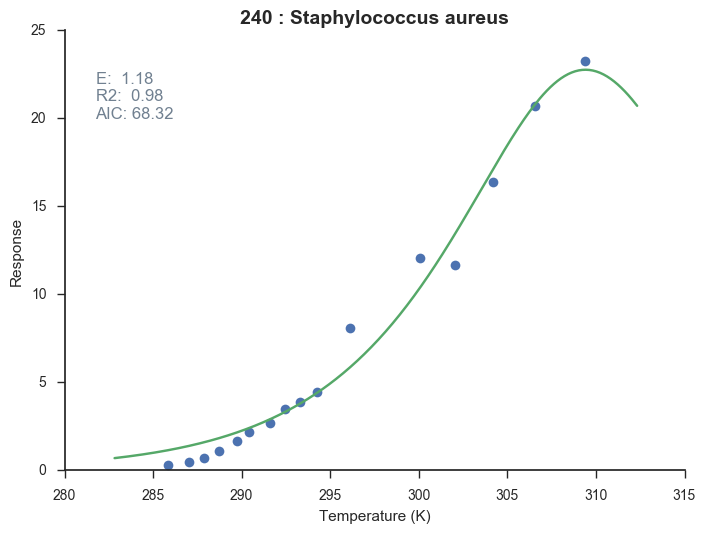 240 : Staphylococcus aureus
E: 1.18
R2: 0.98
AIC: 68.32
Response
25
20
15
10
5
0
280 285 290 295 300 305 310 315
Temperature (K)